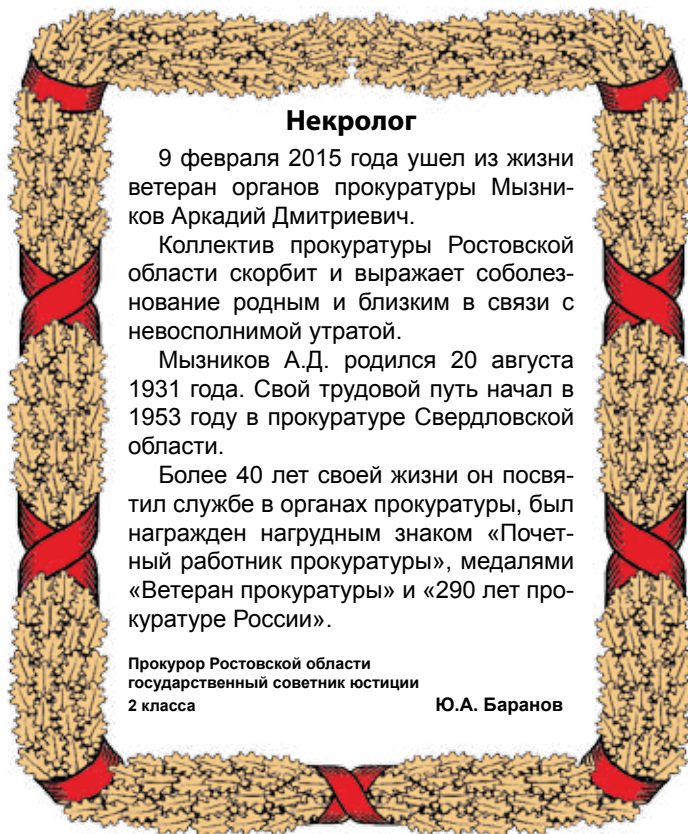 Некролог
9 февраля 2015 года ушел из жизни
ветеран органов прокуратуры Мызни-
ков Аркадий Дмитриевич.
Коллектив прокуратуры Ростовской
области скорбит и выражает соболез-
нование родным и близким в связи с
невосполнимой утратой.
Мызников А.Д. родился 20 августа
1931 года. Свой трудовой путь начал в
1953 году в прокуратуре Свердловской
области.
Более 40 лет своей жизни он посвя-
тил службе в органах прокуратуры, был
награжден нагрудным знаком «Почет-
ный работник прокуратуры», медалями
«Ветеран прокуратуры» и «290 лет про-
куратуре России».
Прокурор Ростовской области
государственный советник юстиции
2 класса Ю.А. Баранов